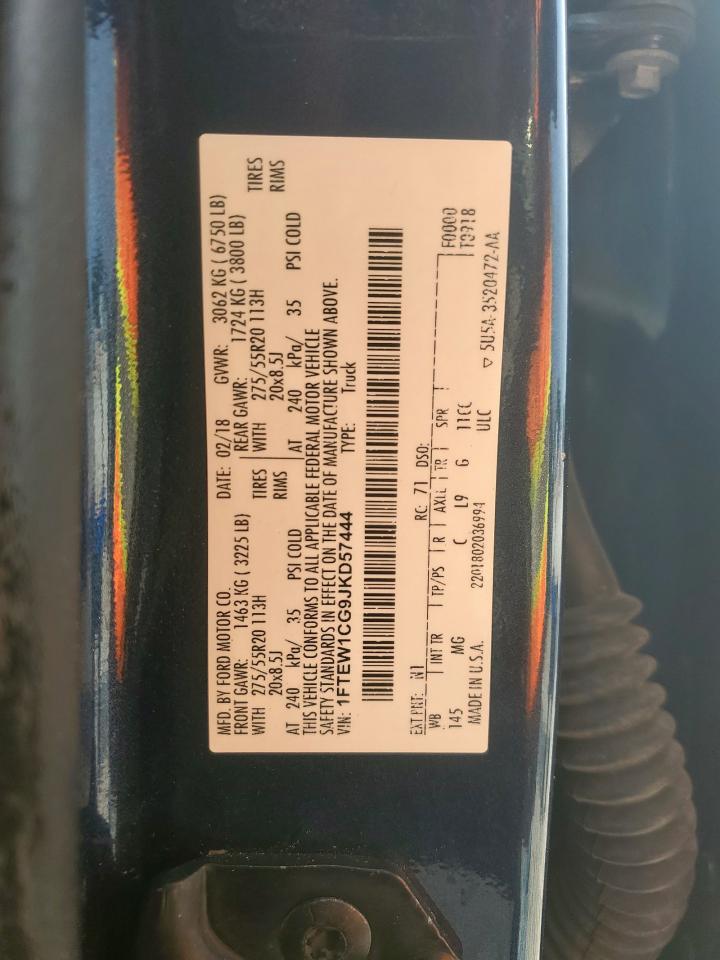 MFD. BY FORD MOTOR CO. DATE: 02/18 GVWR: 3062 KG ( 6750 LB)
FRONT GAWR: 1463 KG ( 3225 LB) REAR GAWR: 1724 KG ( 3800 LB)
WITH 275/55R20 113H TIRES WITH 275/55R20 113H TIRES
20x8.5J RIMS 20x8.5J RIMS
AT 240 kPa/ 35 PSI COLD AT 240 kPa/ 35 PSI COLD
THIS VEHICLE CONFORMS TO ALL APPLICABLE FEDERAL MOTOR VEHICLE
SAFETY STANDARDS IN EFFECT ON THE DATE OF MANUFACTURE SHOWN ABOVE.
VIN: 1FTEW1CG9JKD57444 TYPE: Truck
EXT PNT: N1 RC: 71 DSO: F0000
WB INT TR TP/PS R AXLE TR SPR T0918
145 MG C L9 G 11CC
MADE IN U.S.A. 2201802036994 ULC ▽ 5U5A-3520472-AA